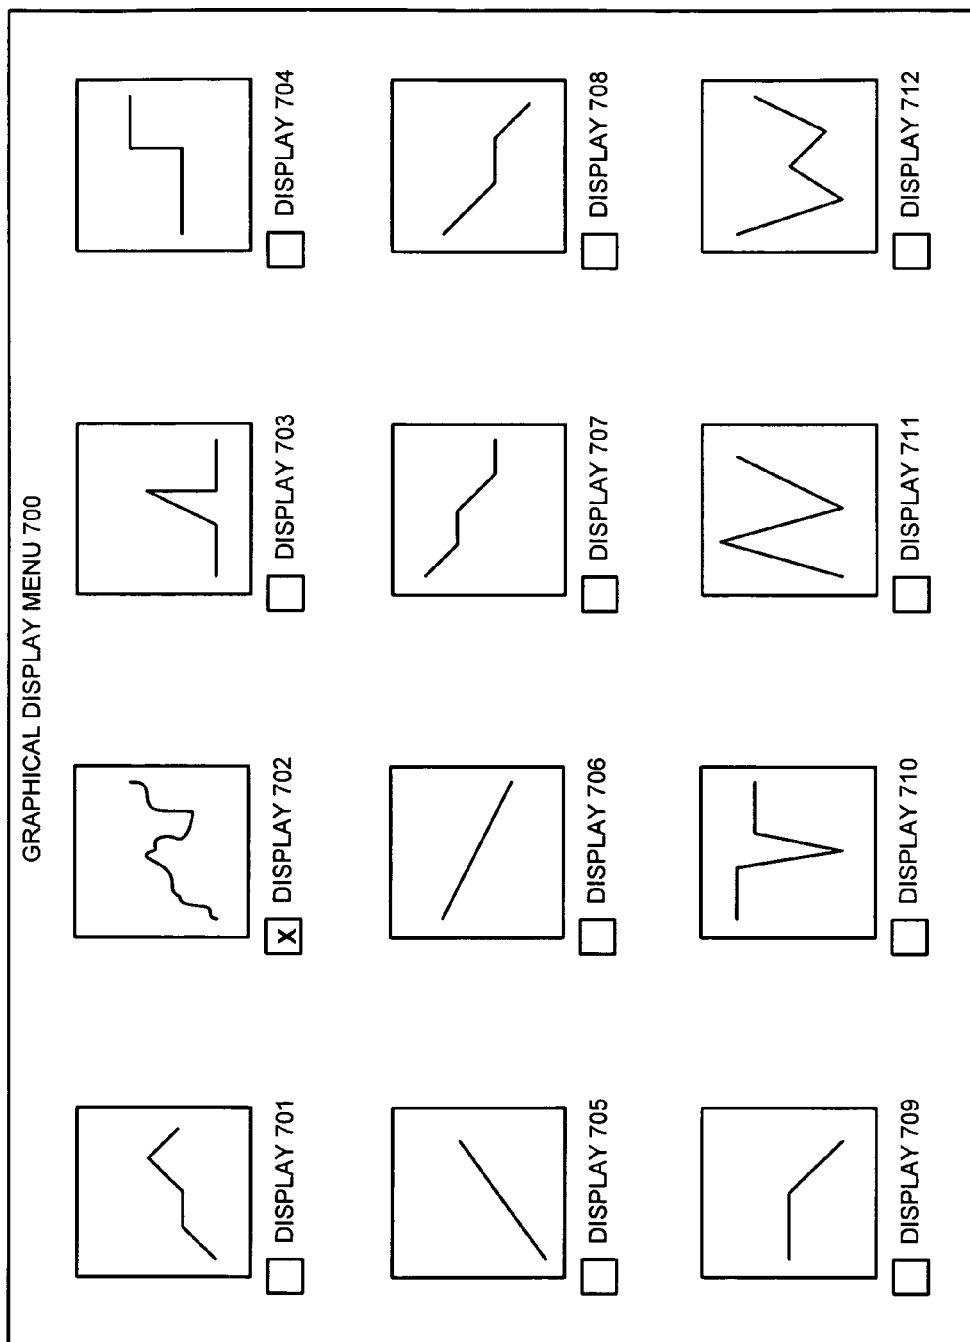 GRAPHICAL DISPLAY MENU 700
DISPLAY 701
X DISPLAY 702
DISPLAY 703
DISPLAY 704
DISPLAY 705
DISPLAY 706
DISPLAY 707
DISPLAY 708
DISPLAY 709
DISPLAY 710
DISPLAY 711
DISPLAY 712